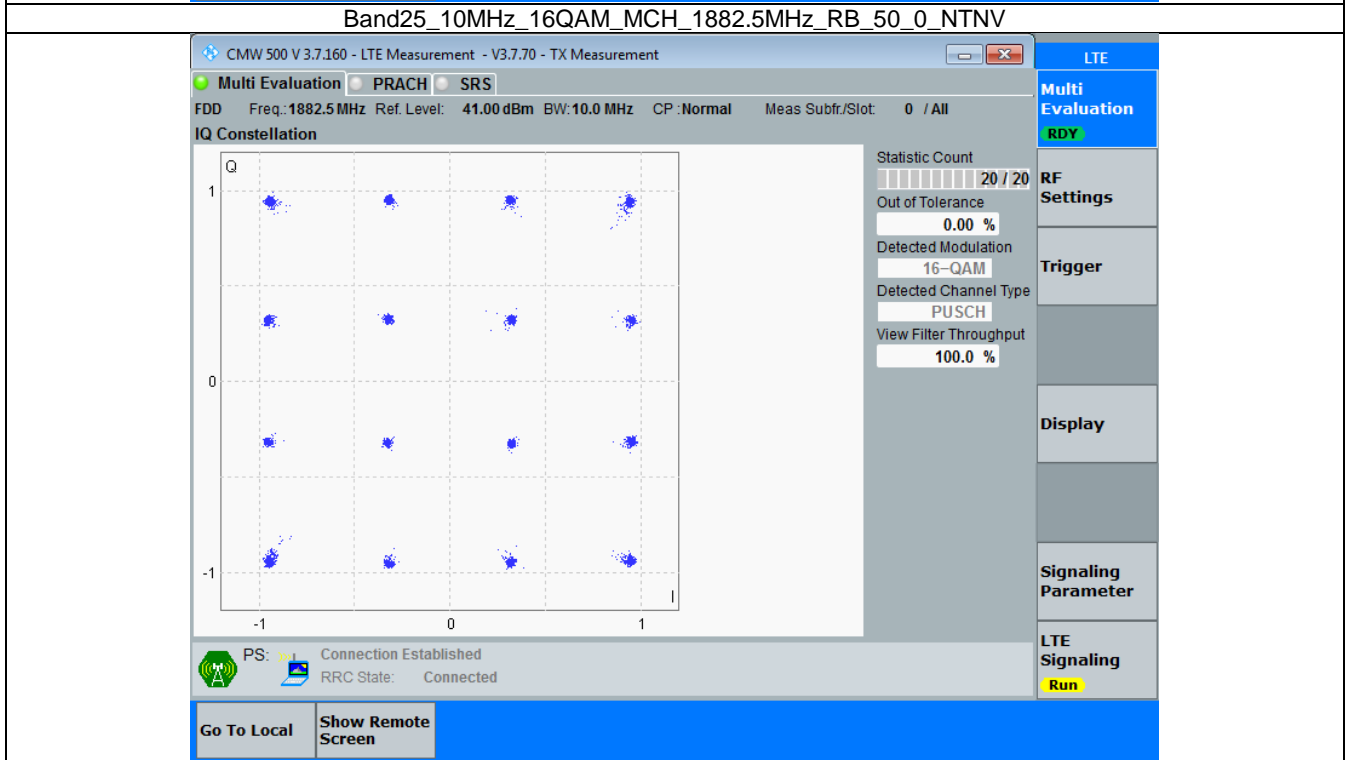 Band25_10MHz_16QAM_MCH_1882.5MHz_RB_50_0_NTNV
CMW 500 V 3.7.160 - LTE Measurement - V3.7.70 - TX Measurement
LTE
Multi Evaluation PRACH SRS
Multi
Evaluation
RDY
FDD Freq.: 1882.5 MHz Ref. Level: 41.00 dBm BW: 10.0 MHz CP : Normal Meas Subfr./Slot: 0 / All
IQ Constellation
Q
1
0
-1
I
-1 0 1
Statistic Count
20 / 20
Out of Tolerance
0.00 %
Detected Modulation
16-QAM
Detected Channel Type
PUSCH
View Filter Throughput
100.0 %
RF
Settings
Trigger
Display
Signaling
Parameter
LTE
Signaling
Run
PS: Connection Established
RRC State: Connected
Go To Local
Show Remote
Screen